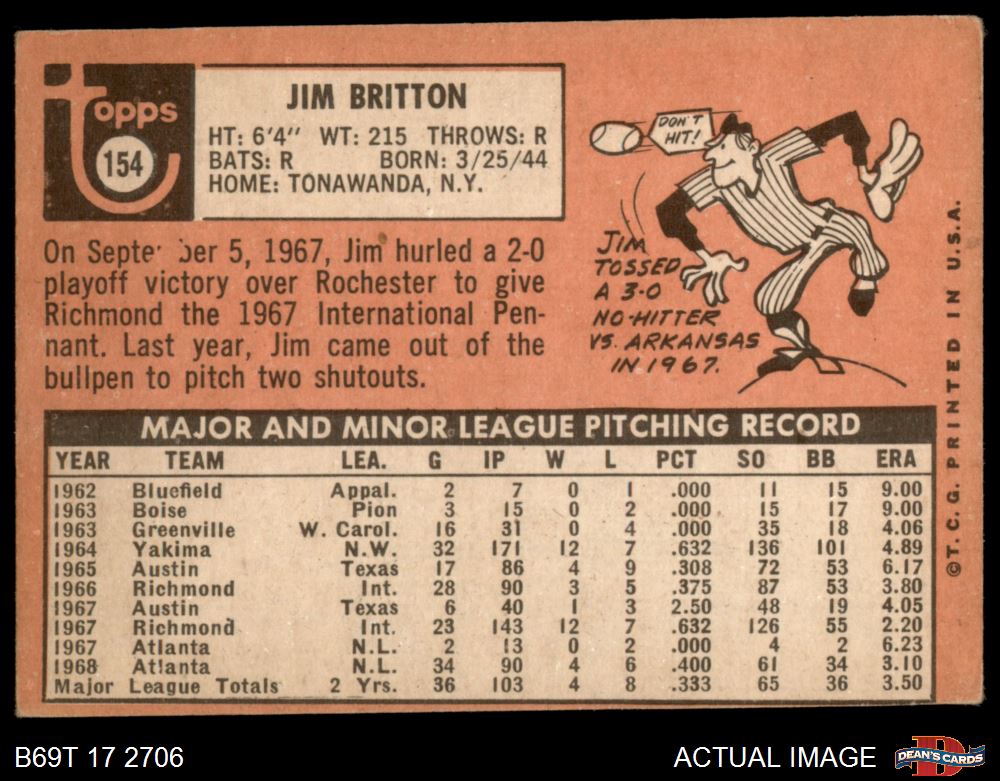 topps
154
JIM BRITTON
HT: 6'4" WT: 215 THROWS: R
BATS: R BORN: 3/25/44
HOME: TONAWANDA, N.Y.
On Septe  ber 5, 1967, Jim hurled a 2-0
playoff victory over Rochester to give
Richmond the 1967 International Pen-
nant. Last year, Jim came out of the
bullpen to pitch two shutouts.
DON'T
HIT!
JIM
TOSSED
A 3-0
NO-HITTER
VS. ARKANSAS
IN 1967.
MAJOR AND MINOR LEAGUE PITCHING RECORD
YEAR TEAM LEA. G IP W L PCT SO BB ERA
1962 Bluefield Appal. 2 7 0 1 .000 11 15 9.00
1963 Boise Pion 3 15 0 2 .000 15 17 9.00
1963 Greenville W. Carol. 16 31 0 4 .000 35 18 4.06
1964 Yakima N.W. 32 171 12 7 .632 136 101 4.89
1965 Austin Texas 17 86 4 9 .308 72 53 6.17
1966 Richmond Int. 28 90 3 5 .375 87 53 3.80
1967 Austin Texas 6 40 1 3 2.50 48 19 4.05
1967 Richmond Int. 23 143 12 7 .632 126 55 2.20
1967 Atlanta N.L. 2 13 0 2 .000 4 2 6.23
1968 Atlanta N.L. 34 90 4 6 .400 61 34 3.10
Major League Totals 2 Yrs. 36 103 4 8 .333 65 36 3.50
©T. C. G. PRINTED IN U.S.A.
B69T 17 2706
ACTUAL IMAGE
D
DEAN'S CARDS